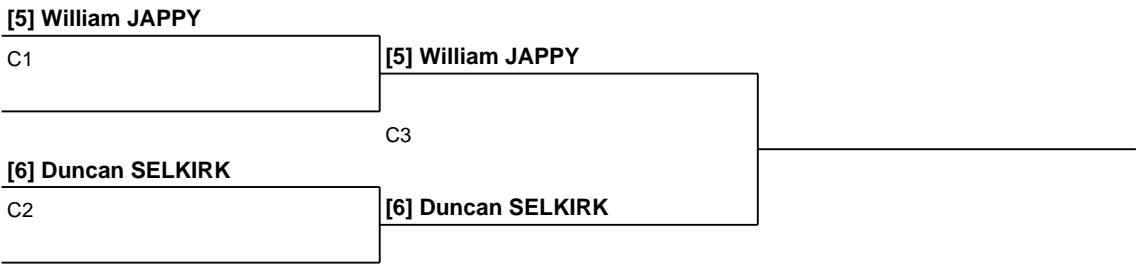 [5] William JAPPY
C1
[5] William JAPPY
C3
[6] Duncan SELKIRK
C2
[6] Duncan SELKIRK